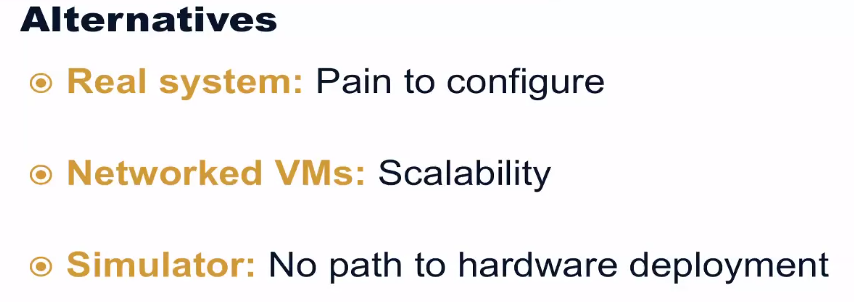 Alternatives
Real system: Pain to configure
Networked VMs: Scalability
Simulator: No path to hardware deployment